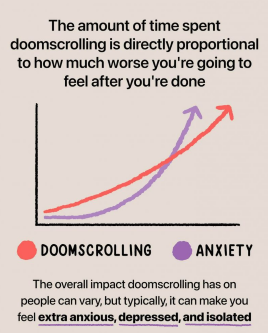 The amount of time spent
doomscrolling is directly proportional
to how much worse you're going to
feel after you're done
DOOMSCROLLING
ANXIETY
The overall impact doomscrolling has on
people can vary, but typically, it can make you
feel extra anxious, depressed, and isolated